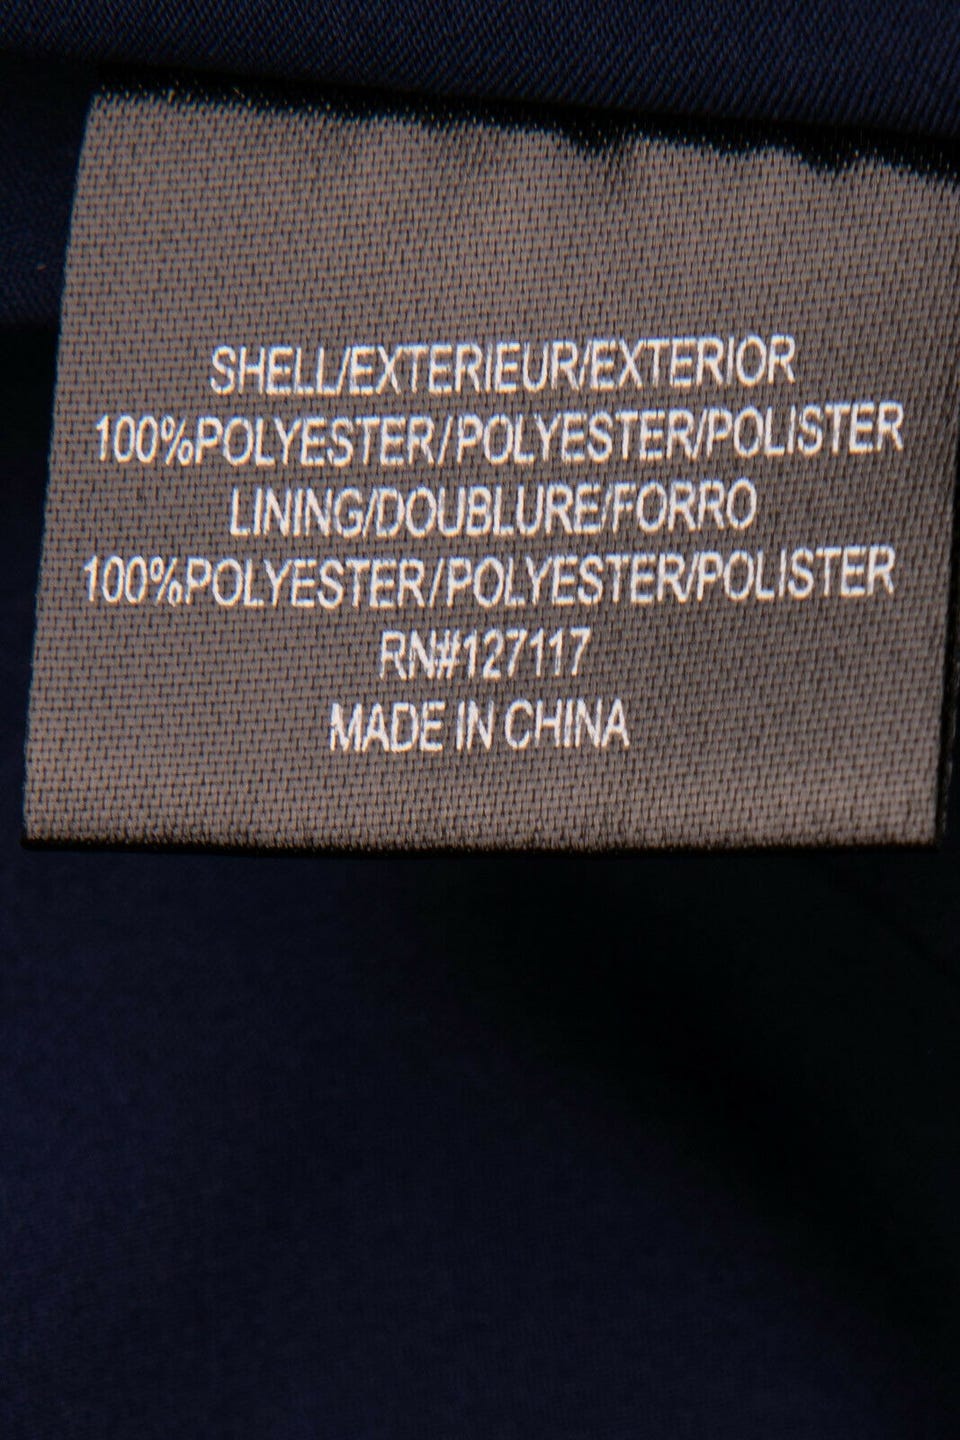 SHELL/EXTERIEUR/EXTERIOR
100%POLYESTER/POLYESTER/POLISTER
LINING/DOUBLURE/FORRO
100%POLYESTER/POLYESTER/POLISTER
RN#127117
MADE IN CHINA